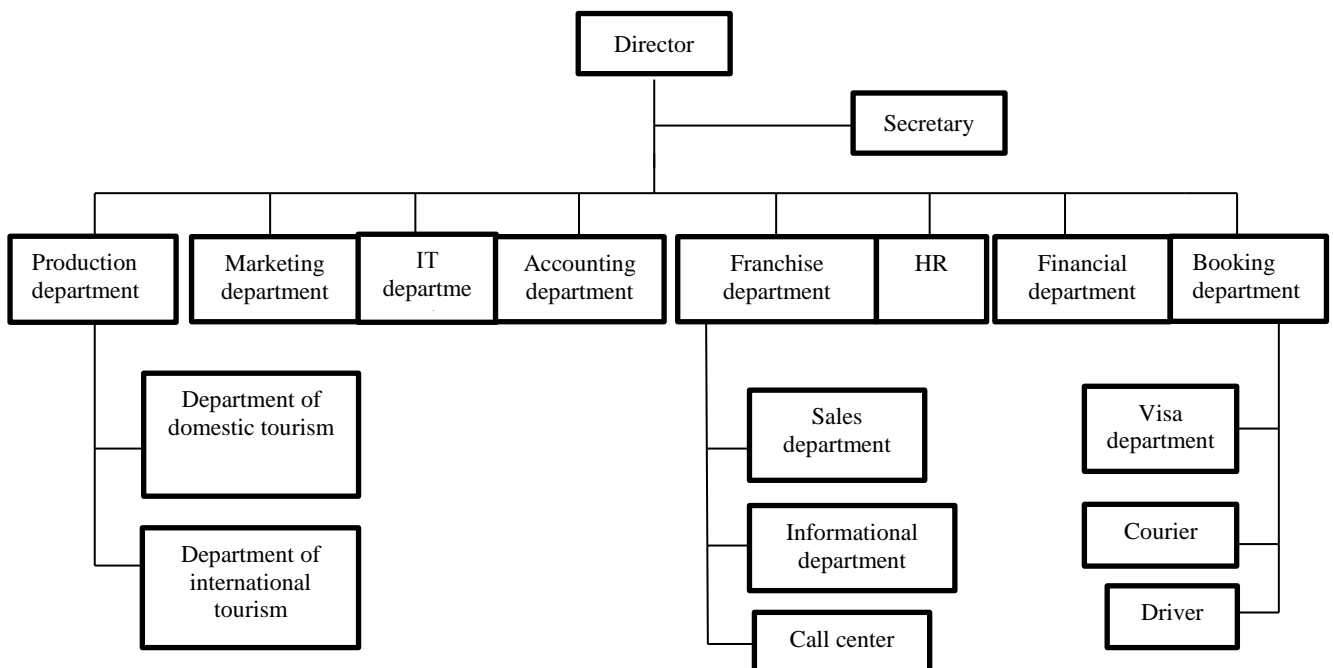 Director
Secretary
Production
department
Marketing
department
IT
departme
Accounting
department
Franchise
department
HR
Financial
department
Booking
department
Department of
domestic tourism
Department of
international
tourism
Sales
department
Informational
department
Call center
Visa
department
Courier
Driver